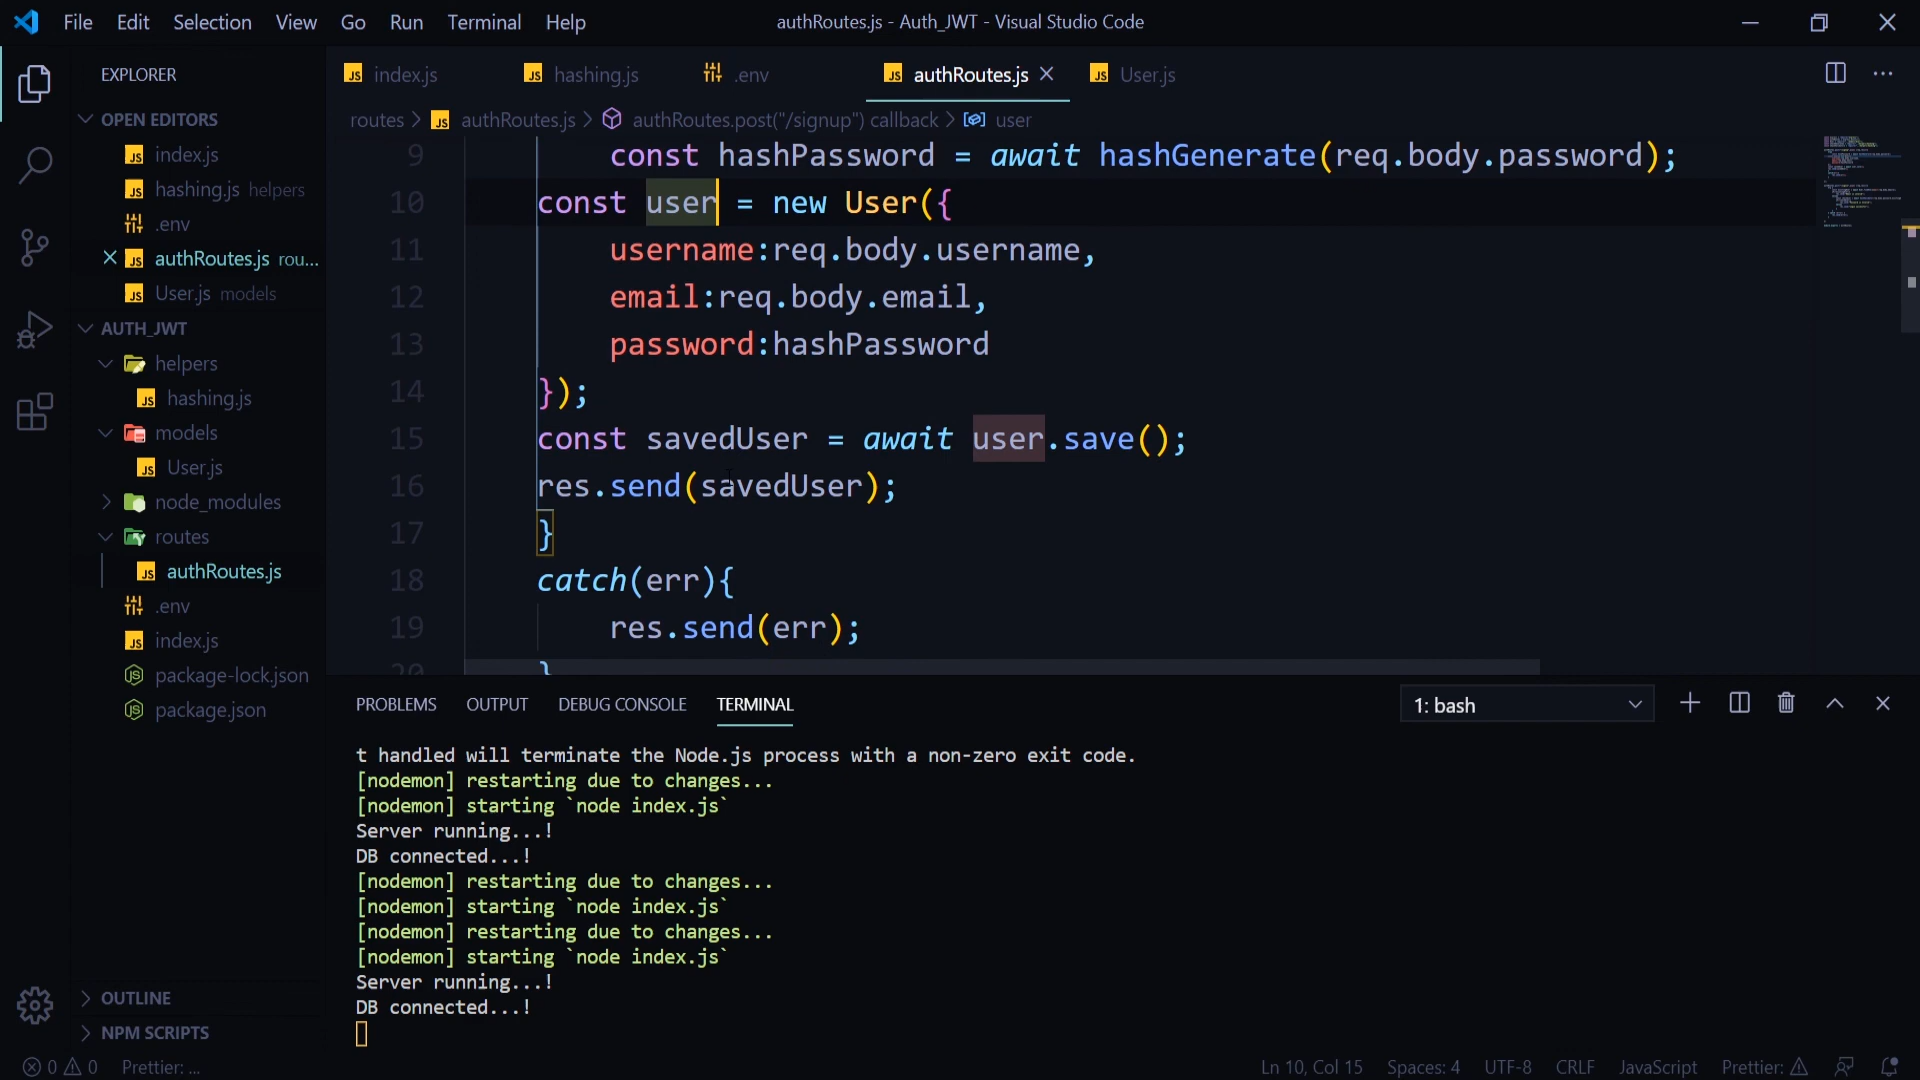 File Edit Selection View Go Run Terminal Help
authRoutes.js - Auth_JWT - Visual Studio Code
EXPLORER
OPEN EDITORS
index.js
hashing.js helpers
.env
authRoutes.js rou...
User.js models
AUTH_JWT
helpers
hashing.js
models
User.js
node_modules
routes
authRoutes.js
.env
index.js
package-lock.json
package.json
OUTLINE
NPM SCRIPTS
index.js hashing.js .env authRoutes.js User.js
routes > authRoutes.js > authRoutes.post("/signup") callback > user
9 const hashPassword = await hashGenerate(req.body.password);
10 const user = new User({
11 username:req.body.username,
12 email:req.body.email,
13 password:hashPassword
14 });
15 const savedUser = await user.save();
16 res.send(savedUser);
17 }
18 catch(err){
19 res.send(err);
20 }
PROBLEMS OUTPUT DEBUG CONSOLE TERMINAL
1: bash
t handled will terminate the Node.js process with a non-zero exit code.
[nodemon] restarting due to changes...
[nodemon] starting `node index.js`
Server running...!
DB connected...!
[nodemon] restarting due to changes...
[nodemon] starting `node index.js`
[nodemon] restarting due to changes...
[nodemon] starting `node index.js`
Server running...!
DB connected...!
0 0 Prettier: ...
Ln 10, Col 15 Spaces: 4 UTF-8 CRLF JavaScript Prettier: